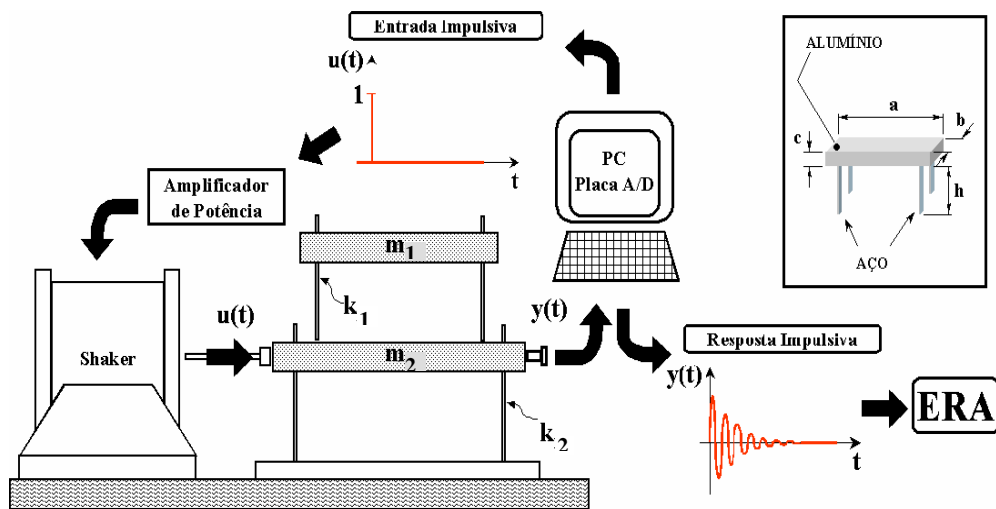 Entrada Impulsiva
u(t)
1
t
Amplificador
de Potência
PC
Placa A/D
ALUMÍNIO
a
b
c
h
AÇO
m1
k1
u(t)
y(t)
Shaker
m2
k2
Resposta Impulsiva
y(t)
t
ERA